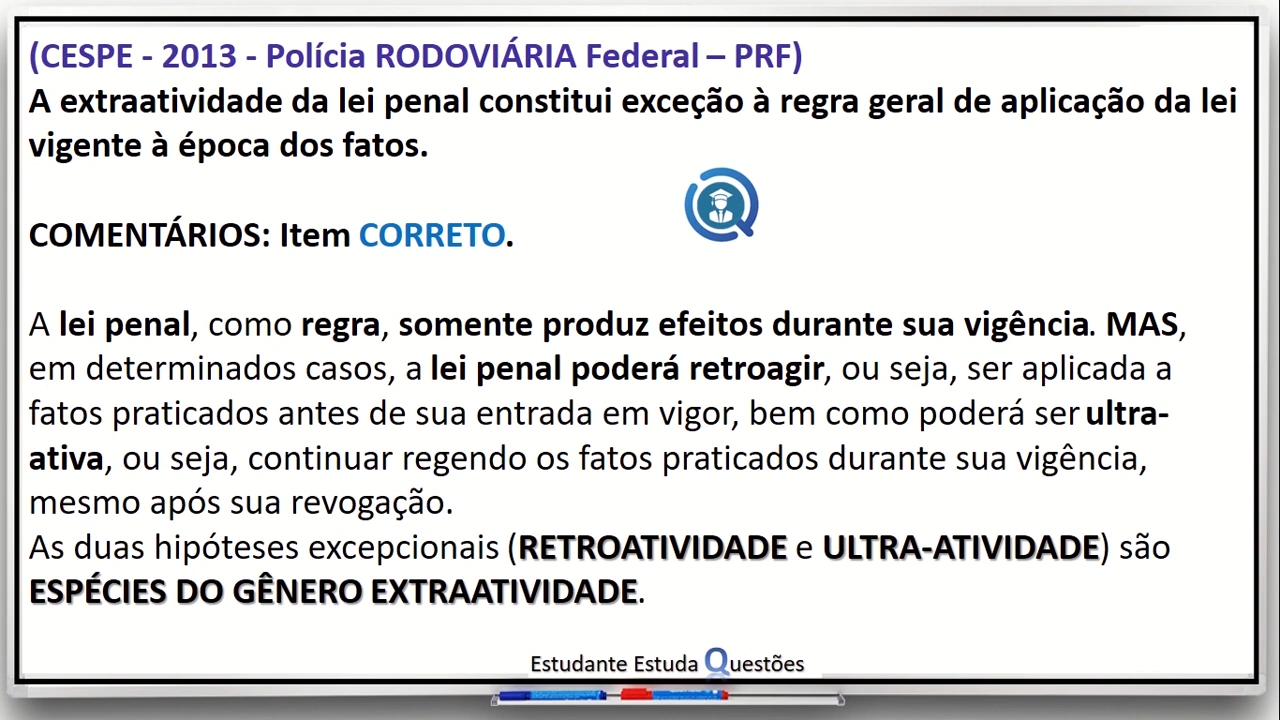 (CESPE - 2013 - Polícia RODOVIÁRIA Federal – PRF)
A extraatividade da lei penal constitui exceção à regra geral de aplicação da lei
vigente à época dos fatos.
COMENTÁRIOS: Item CORRETO.
A lei penal, como regra, somente produz efeitos durante sua vigência. MAS,
em determinados casos, a lei penal poderá retroagir, ou seja, ser aplicada a
fatos praticados antes de sua entrada em vigor, bem como poderá ser ultra-
ativa, ou seja, continuar regendo os fatos praticados durante sua vigência,
mesmo após sua revogação.
As duas hipóteses excepcionais (RETROATIVIDADE e ULTRA-ATIVIDADE) são
ESPÉCIES DO GÊNERO EXTRAATIVIDADE.
Estudante Estuda Questões